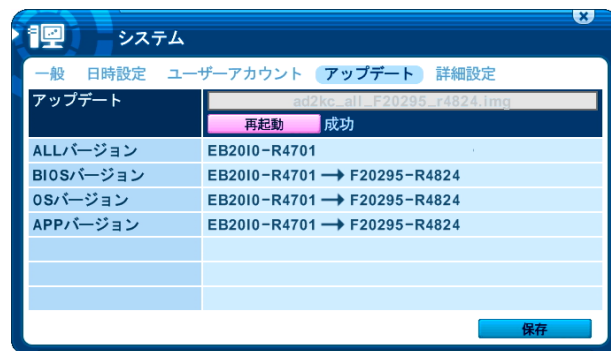 システム
一般 日時設定 ユーザーアカウント アップデート 詳細設定
アップデート ad2kc_all_F20295_r4824.img
再起動 成功
ALLバージョン EB20I0-R4701
BIOSバージョン EB20I0-R4701 → F20295-R4824
OSバージョン EB20I0-R4701 → F20295-R4824
APPバージョン EB20I0-R4701 → F20295-R4824
保存